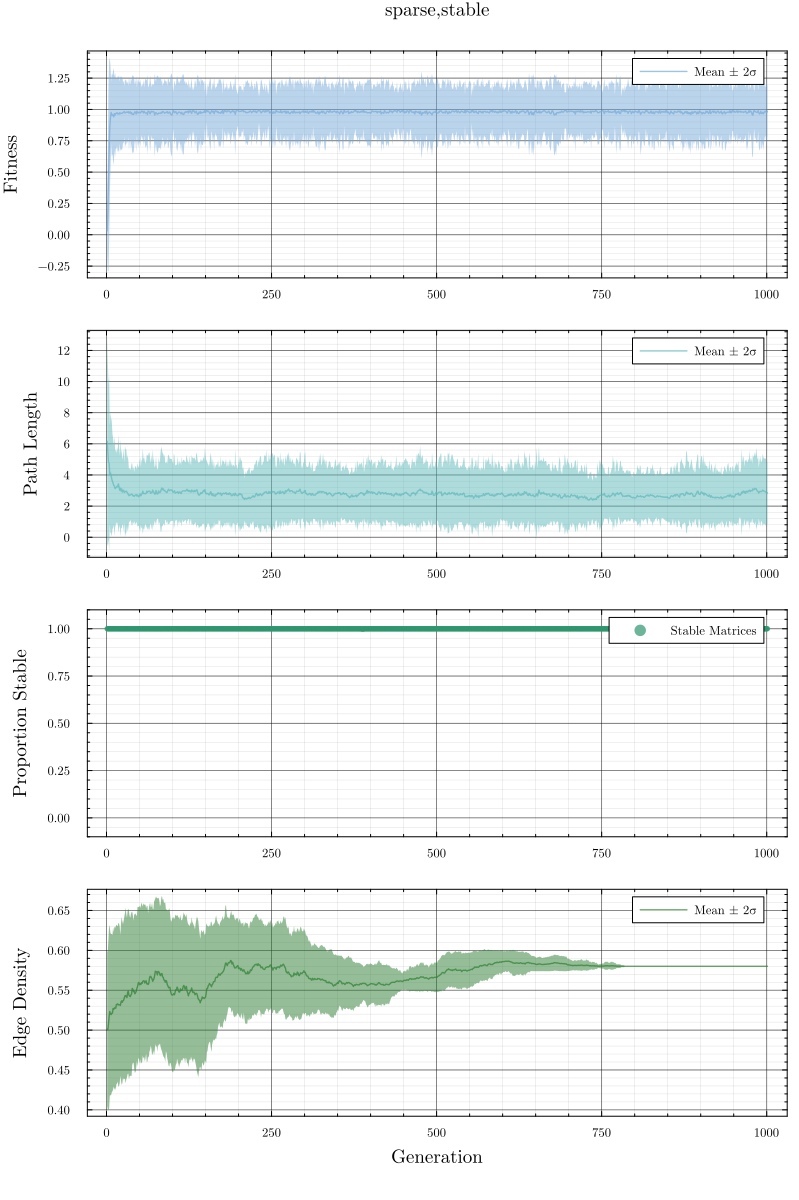 sparse,stable
Mean ± 2σ
1.25
1.00
0.75
0.50
0.25
0.00
−0.25
Fitness
0 250 500 750 1000
Mean ± 2σ
12
10
8
6
4
2
0
Path Length
0 250 500 750 1000
Stable Matrices
1.00
0.75
0.50
0.25
0.00
Proportion Stable
0 250 500 750 1000
Mean ± 2σ
0.65
0.60
0.55
0.50
0.45
0.40
Edge Density
0 250 500 750 1000
Generation